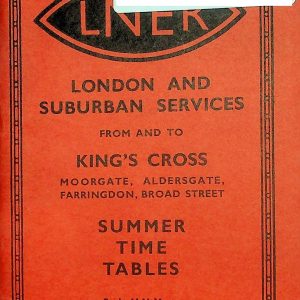 LNER
LONDON AND
SUBURBAN SERVICES
FROM AND TO
KING'S CROSS
MOORGATE, ALDERSGATE,
FARRINGDON, BROAD STREET
SUMMER
TIME
TABLES